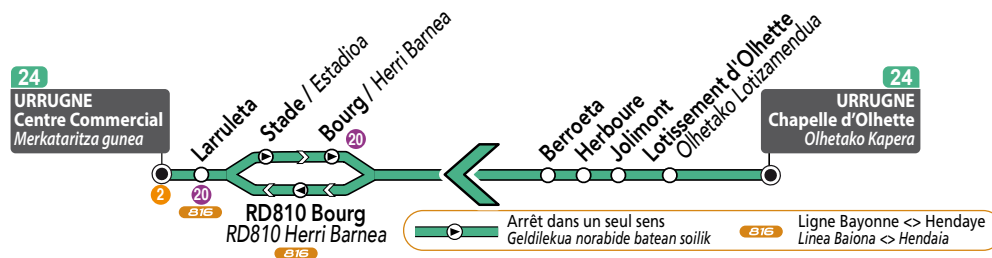 24
URRUGNE
Centre Commercial
Merkataritza gunea
2
Larruleta
20
816
Stade / Estadioa
Bourg / Herri Barnea
20
RD810 Bourg
RD810 Herri Barnea
816
Berroeta
Herboure
Jolimont
Lotissement d'Olhette
Olhetako Lotizamendua
24
URRUGNE
Chapelle d'Olhette
Olhetako Kapera
Arrêt dans un seul sens
Geldilekua norabide batean soilik
816
Ligne Bayonne <> Hendaye
Linea Baiona <> Hendaia